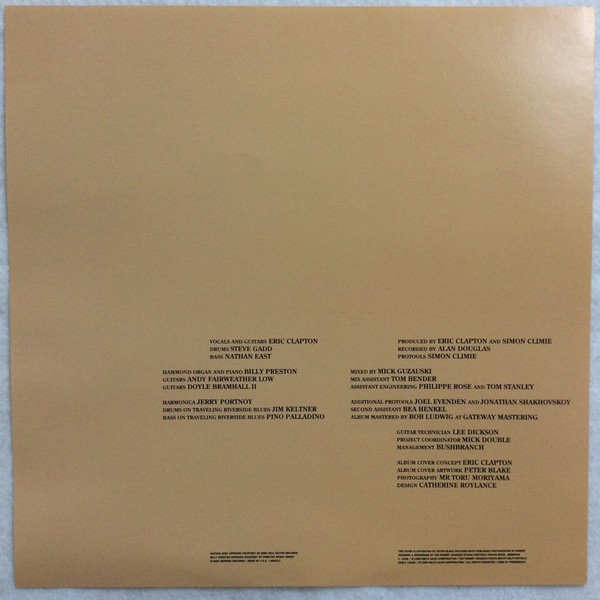 VOCALS AND GUITARS ERIC CLAPTON
DRUMS STEVE GADD
BASS NATHAN EAST
HAMMOND ORGAN AND PIANO BILLY PRESTON
GUITARS ANDY FAIRWEATHER LOW
GUITARS DOYLE BRAMHALL II
HARMONICA JERRY PORTNOY
DRUMS ON TRAVELING RIVERSIDE BLUES JIM KELTNER
BASS ON TRAVELING RIVERSIDE BLUES PINO PALLADINO
PRODUCED BY ERIC CLAPTON AND SIMON CLIMIE
RECORDED BY ALAN DOUGLAS
PROTOOLS SIMON CLIMIE
MIXED BY MICK GUZAUSKI
MIX ASSISTANT TOM BENDER
ASSISTANT ENGINEERING PHILIPPE ROSE AND TOM STANLEY
ADDITIONAL PROTOOLS JOEL EVENDEN AND JONATHAN SHAKHOVSKOY
SECOND ASSISTANT BEA HENKEL
ALBUM MASTERED BY BOB LUDWIG AT GATEWAY MASTERING
GUITAR TECHNICIAN LEE DICKSON
PROJECT COORDINATOR MICK DOUBLE
MANAGEMENT BUSHBRANCH
ALBUM COVER CONCEPT ERIC CLAPTON
ALBUM COVER ARTWORK PETER BLAKE
PHOTOGRAPHY MR TORU MORIYAMA
DESIGN CATHERINE ROYLANCE